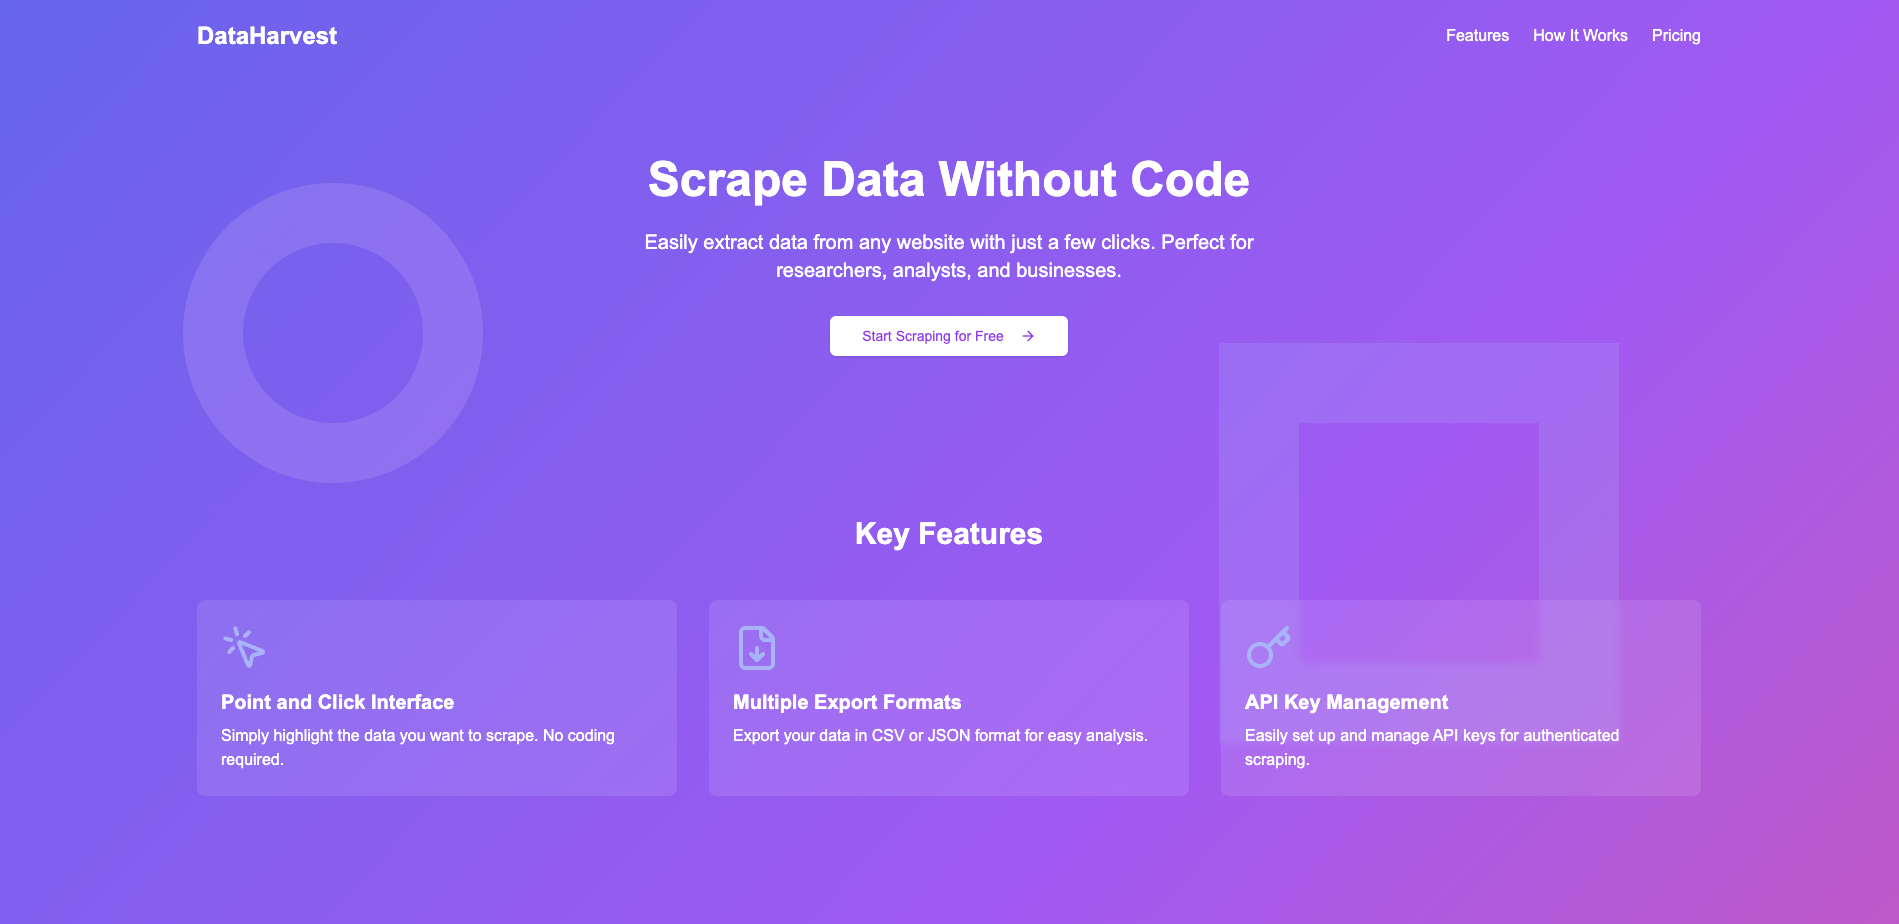 DataHarvest
Features
How It Works
Pricing
Scrape Data Without Code
Easily extract data from any website with just a few clicks. Perfect for
researchers, analysts, and businesses.
Start Scraping for Free
Key Features
Point and Click Interface
Simply highlight the data you want to scrape. No coding
required.
Multiple Export Formats
Export your data in CSV or JSON format for easy analysis.
API Key Management
Easily set up and manage API keys for authenticated
scraping.